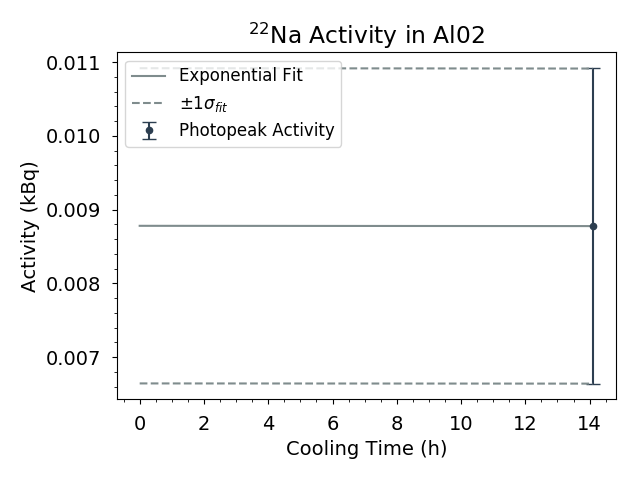 ²²Na Activity in Al02
0.011
0.010
0.009
0.008
0.007
Activity (kBq)
Exponential Fit
±1σ_fit
Photopeak Activity
0 2 4 6 8 10 12 14
Cooling Time (h)